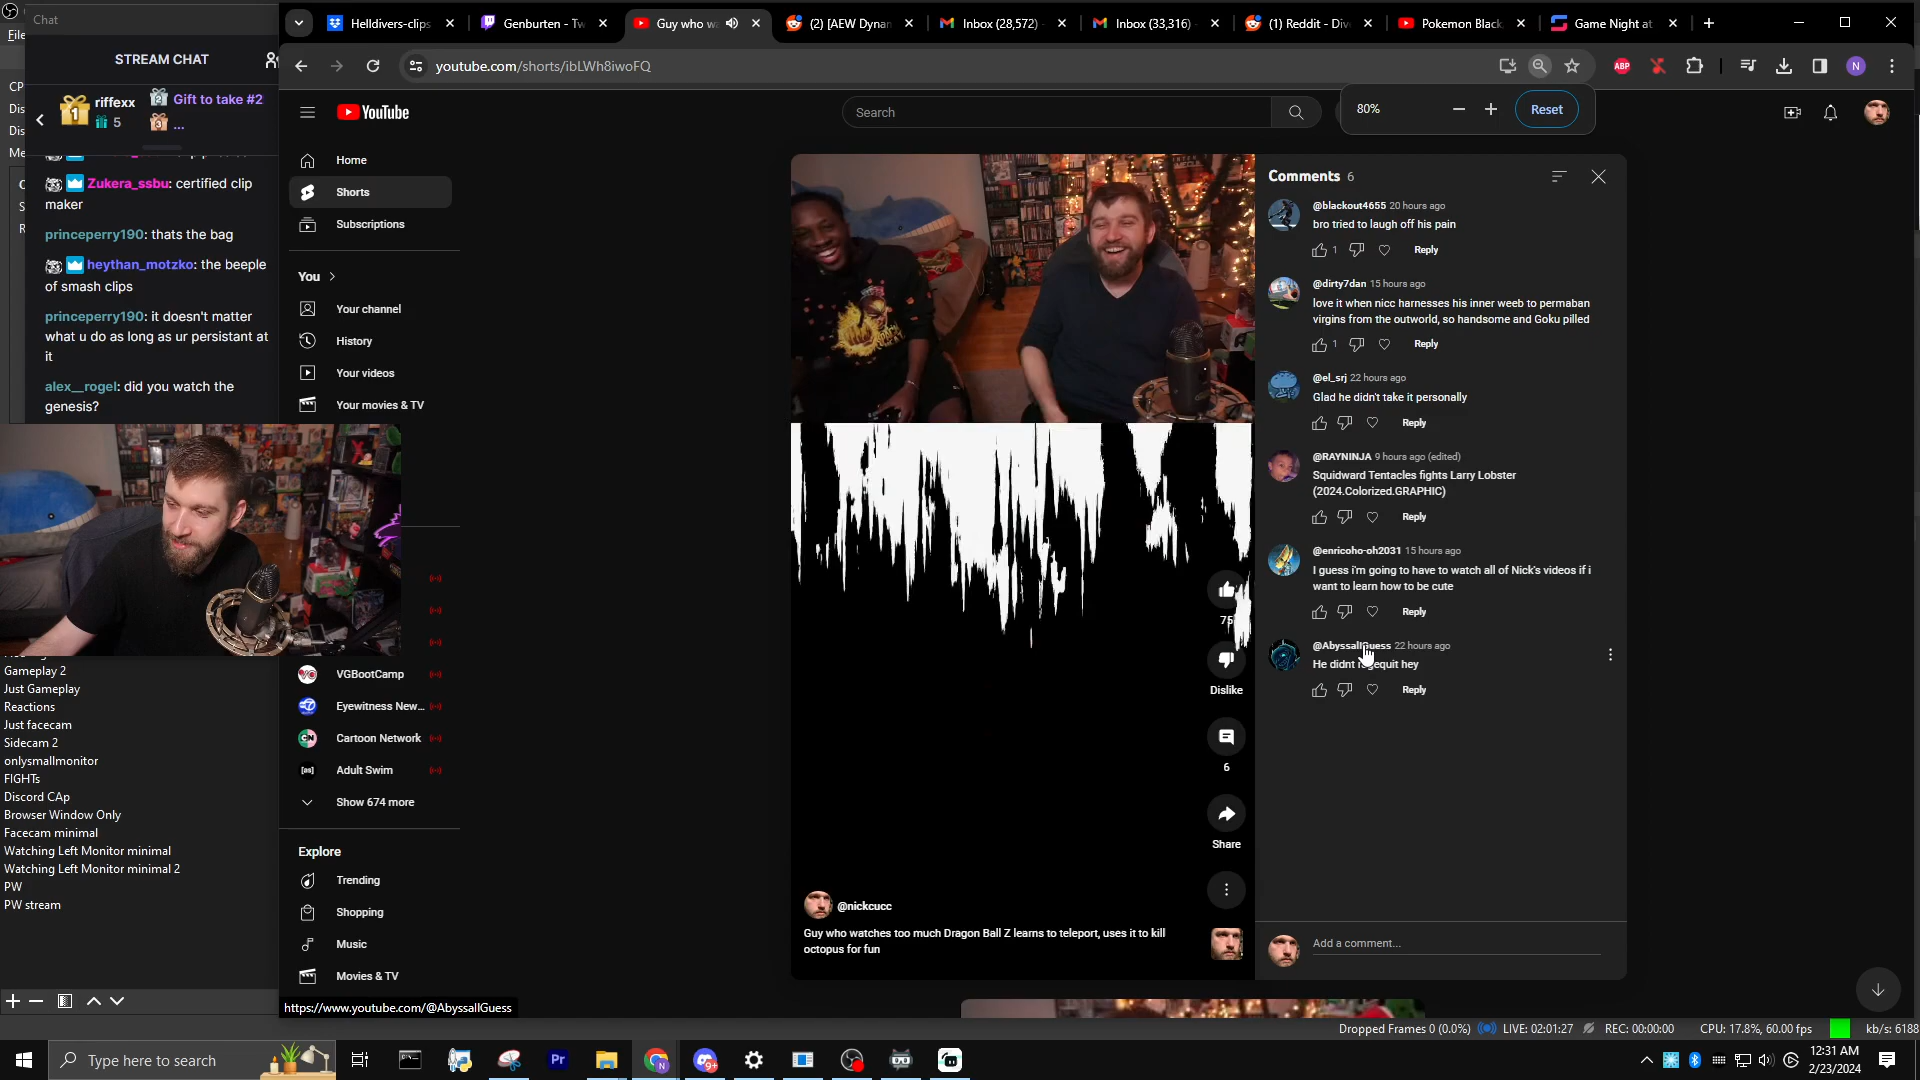 Chat
File
STREAM CHAT
riffexx
5
Gift to take #2
...
Zukera_ssbu: certified clip
maker
princeperry190: thats the bag
heythan_motzko: the beeple
of smash clips
princeperry190: it doesn't matter
what u do as long as ur persistant at
it
alex__rogel: did you watch the
genesis?
Gameplay 2
Just Gameplay
Reactions
Just facecam
Sidecam 2
onlysmallmonitor
FIGHTs
Discord CAp
Browser Window Only
Facecam minimal
Watching Left Monitor minimal
Watching Left Monitor minimal 2
PW
PW stream
Helldivers-clips
Genburten - Tw
Guy who wa
(2) [AEW Dynam
Inbox (28,572)
Inbox (33,316)
(1) Reddit - Div
Pokemon Black
Game Night at
youtube.com/shorts/ibLWh8iwoFQ
ABP
N
80%
Reset
YouTube
Search
Home
Shorts
Subscriptions
You
Your channel
History
Your videos
Your movies & TV
VGBootCamp
Eyewitness New...
Cartoon Network
Adult Swim
Show 674 more
Explore
Trending
Shopping
Music
Movies & TV
https://www.youtube.com/@AbyssallGuess
75
Dislike
6
Share
@nickcucc
Guy who watches too much Dragon Ball Z learns to teleport, uses it to kill
octopus for fun
Comments 6
@blackout4655 20 hours ago
bro tried to laugh off his pain
1 Reply
@dirty7dan 15 hours ago
love it when nicc harnesses his inner weeb to permaban
virgins from the outworld, so handsome and Goku pilled
1 Reply
@el_srj 22 hours ago
Glad he didn't take it personally
Reply
@RAYNINJA 9 hours ago (edited)
Squidward Tentacles fights Larry Lobster
(2024.Colorized.GRAPHIC)
Reply
@enricoho-oh2031 15 hours ago
I guess i'm going to have to watch all of Nick's videos if i
want to learn how to be cute
Reply
@AbyssallGuess 22 hours ago
He didnt hey
Reply
Add a comment...
Dropped Frames 0 (0.0%) LIVE: 02:01:27 REC: 00:00:00 CPU: 17.8%, 60.00 fps kb/s: 6188
Type here to search
Pr
9+
12:31 AM
2/23/2024